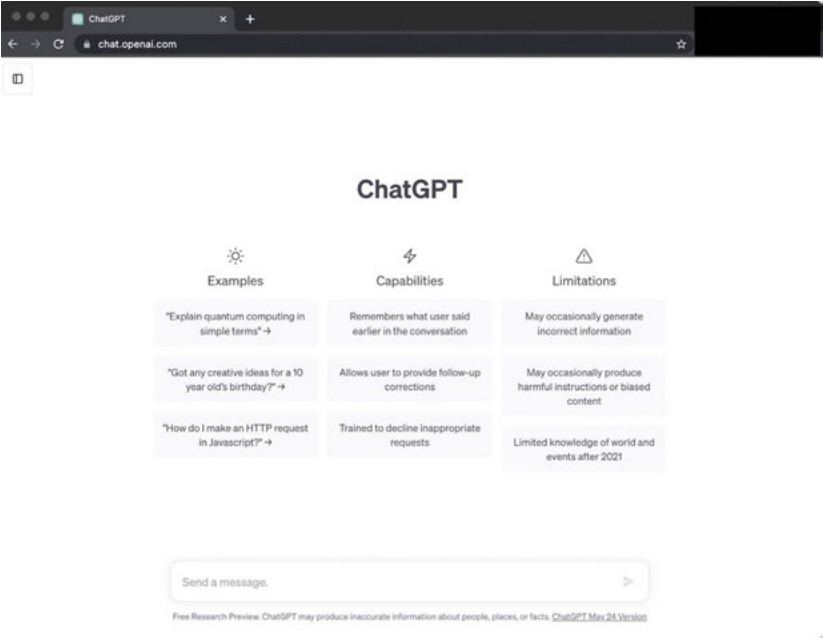 ChatGPT
chat.openai.com
ChatGPT
Examples
"Explain quantum computing in
simple terms" →
"Got any creative ideas for a 10
year old's birthday?" →
"How do I make an HTTP request
in Javascript?" →
Capabilities
Remembers what user said
earlier in the conversation
Allows user to provide follow-up
corrections
Trained to decline inappropriate
requests
Limitations
May occasionally generate
incorrect information
May occasionally produce
harmful instructions or biased
content
Limited knowledge of world and
events after 2021
Send a message.
Free Research Preview. ChatGPT may produce inaccurate information about people, places, or facts. ChatGPT May 24 Version